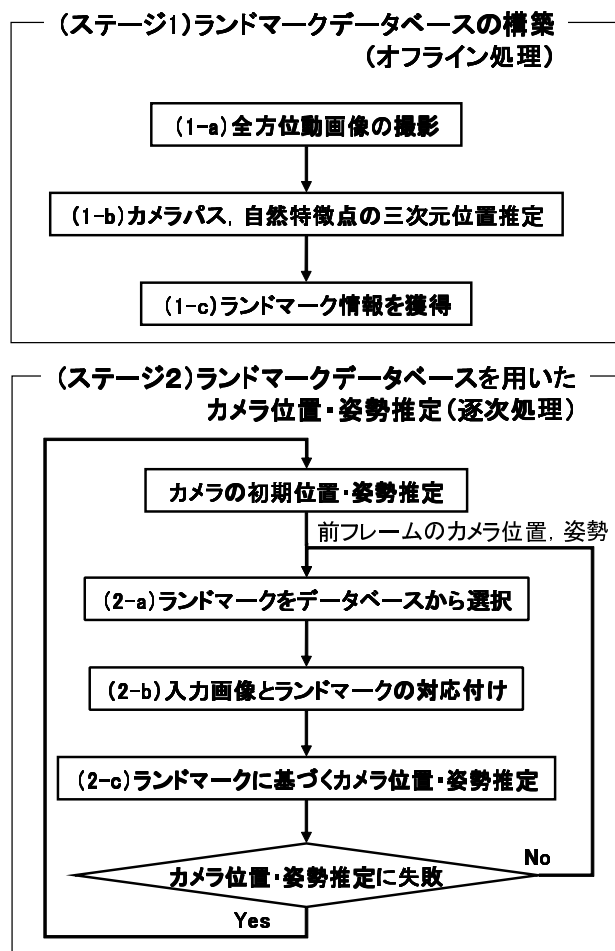 (ステージ1)ランドマークデータベースの構築
(オフライン処理)
(1-a)全方位動画像の撮影
(1-b)カメラパス，自然特徴点の三次元位置推定
(1-c)ランドマーク情報を獲得
(ステージ2)ランドマークデータベースを用いた
カメラ位置・姿勢推定(逐次処理)
カメラの初期位置・姿勢推定
前フレームのカメラ位置，姿勢
(2-a)ランドマークをデータベースから選択
(2-b)入力画像とランドマークの対応付け
(2-c)ランドマークに基づくカメラ位置・姿勢推定
No
カメラ位置・姿勢推定に失敗
Yes